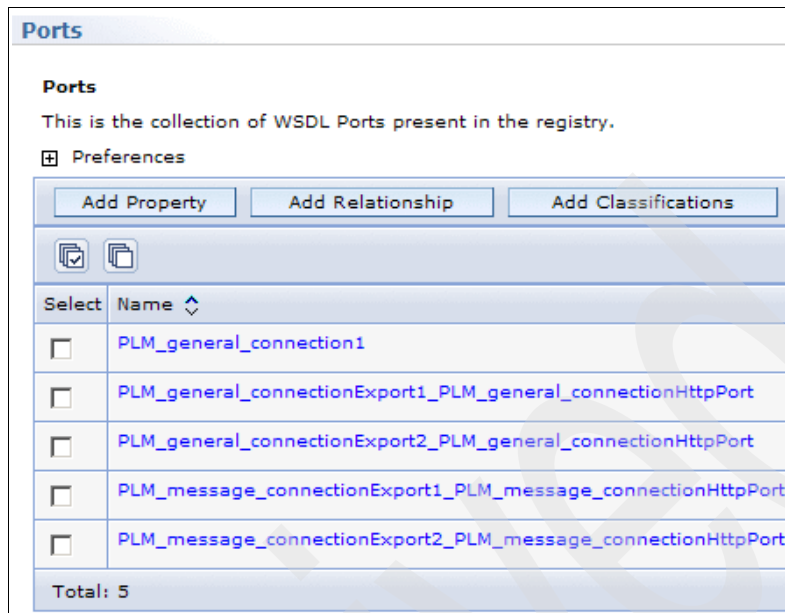 Ports
Ports
This is the collection of WSDL Ports present in the registry.
Preferences
Add Property Add Relationship Add Classifications
Select Name
PLM_general_connection1
PLM_general_connectionExport1_PLM_general_connectionHttpPort
PLM_general_connectionExport2_PLM_general_connectionHttpPort
PLM_message_connectionExport1_PLM_message_connectionHttpPort
PLM_message_connectionExport2_PLM_message_connectionHttpPort
Total: 5